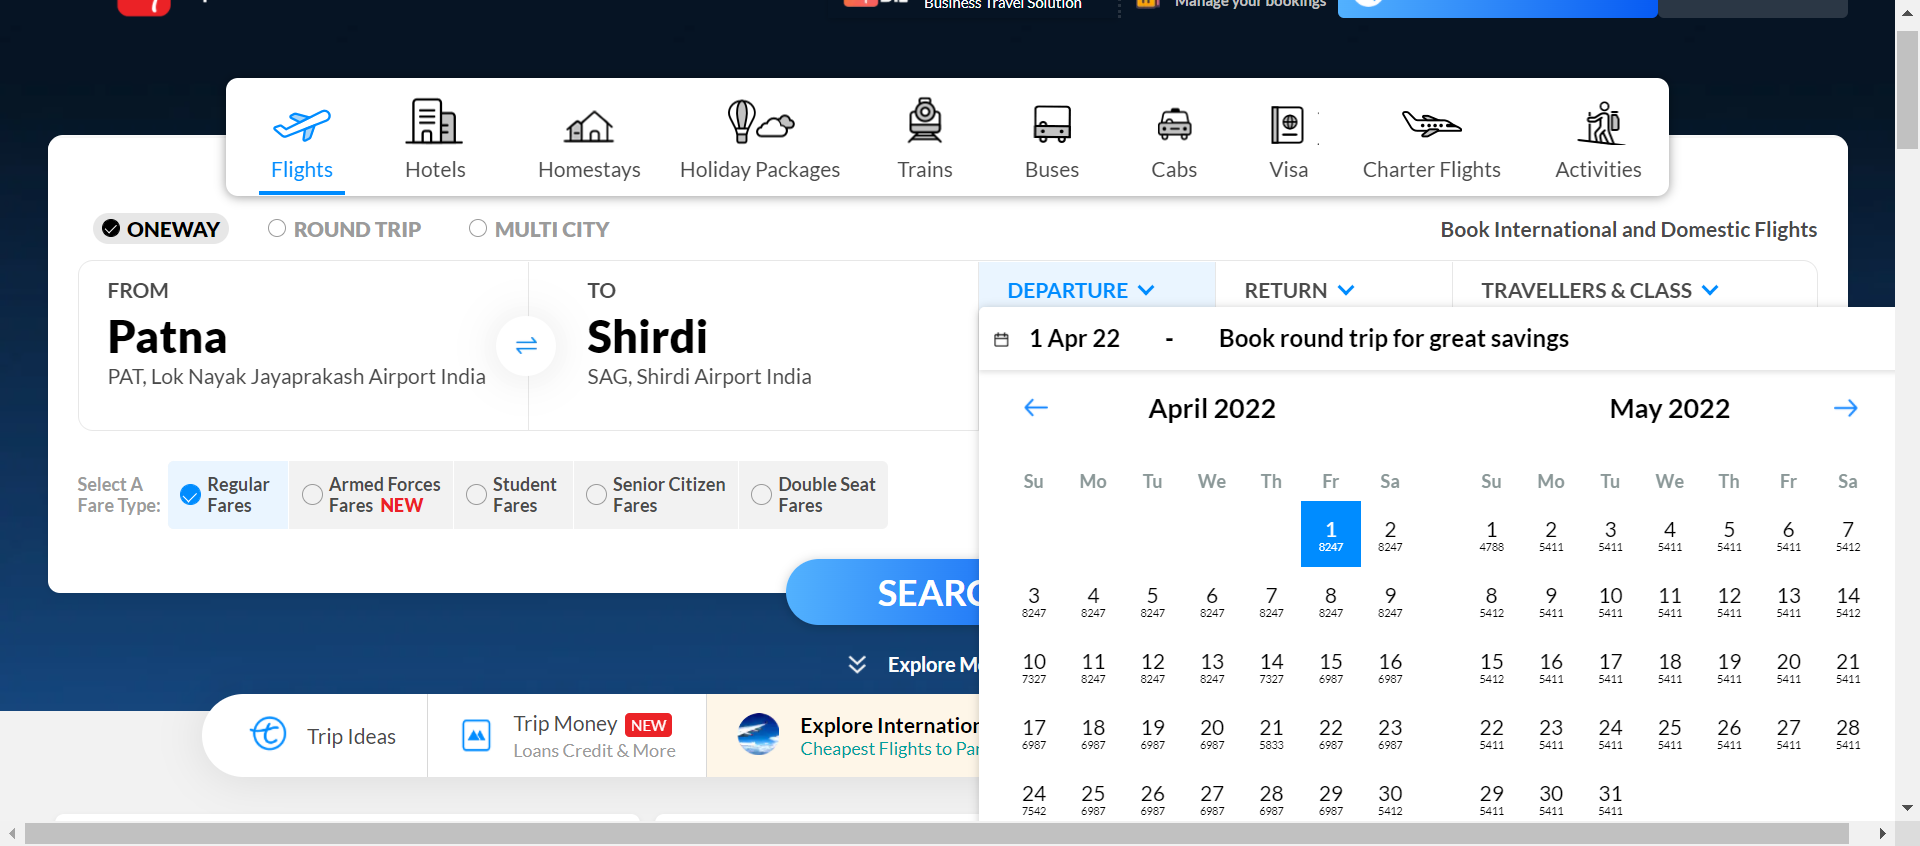 Business Travel Solution
Manage your bookings
Flights
Hotels
Homestays
Holiday Packages
Trains
Buses
Cabs
Visa
Charter Flights
Activities
ONEWAY
ROUND TRIP
MULTI CITY
Book International and Domestic Flights
FROM
Patna
PAT, Lok Nayak Jayaprakash Airport India
TO
Shirdi
SAG, Shirdi Airport India
DEPARTURE
RETURN
TRAVELLERS & CLASS
1 Apr 22 - Book round trip for great savings
April 2022
Su Mo Tu We Th Fr Sa
1 2
8247 8247
3 4 5 6 7 8 9
8247 8247 8247 8247 8247 8247 8247
10 11 12 13 14 15 16
7327 8247 8247 8247 7327 6987 6987
17 18 19 20 21 22 23
6987 6987 6987 6987 5833 6987 6987
24 25 26 27 28 29 30
7542 6987 6987 6987 6987 6987 5412
May 2022
Su Mo Tu We Th Fr Sa
1 2 3 4 5 6 7
4788 5411 5411 5411 5411 5411 5412
8 9 10 11 12 13 14
5412 5411 5411 5411 5411 5411 5412
15 16 17 18 19 20 21
5412 5411 5411 5411 5411 5411 5411
22 23 24 25 26 27 28
5411 5411 5411 5411 5411 5411 5411
29 30 31
5411 5411 5411
Select A
Fare Type:
Regular
Fares
Armed Forces
Fares NEW
Student
Fares
Senior Citizen
Fares
Double Seat
Fares
SEARC
Explore M
Trip Ideas
Trip Money NEW
Loans Credit & More
Explore Internation
Cheapest Flights to Par